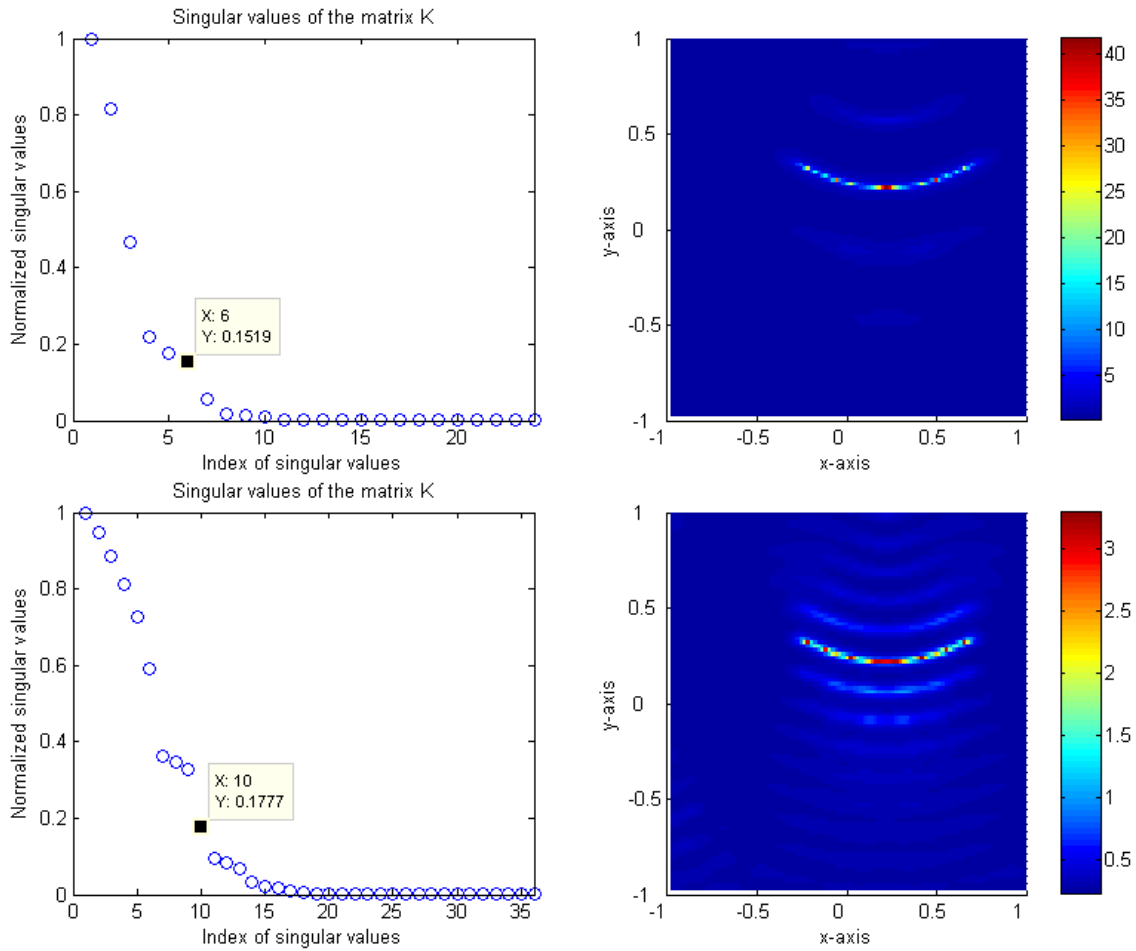 Singular values of the matrix K
Normalized singular values
1
0.8
0.6
0.4
0.2
0
X: 6
Y: 0.1519
0 5 10 15 20
Index of singular values
y-axis
1
0.5
0
-0.5
-1
-1 -0.5 0 0.5 1
x-axis
40
35
30
25
20
15
10
5
Singular values of the matrix K
Normalized singular values
1
0.8
0.6
0.4
0.2
0
X: 10
Y: 0.1777
0 5 10 15 20 25 30 35
Index of singular values
y-axis
1
0.5
0
-0.5
-1
-1 -0.5 0 0.5 1
x-axis
3
2.5
2
1.5
1
0.5